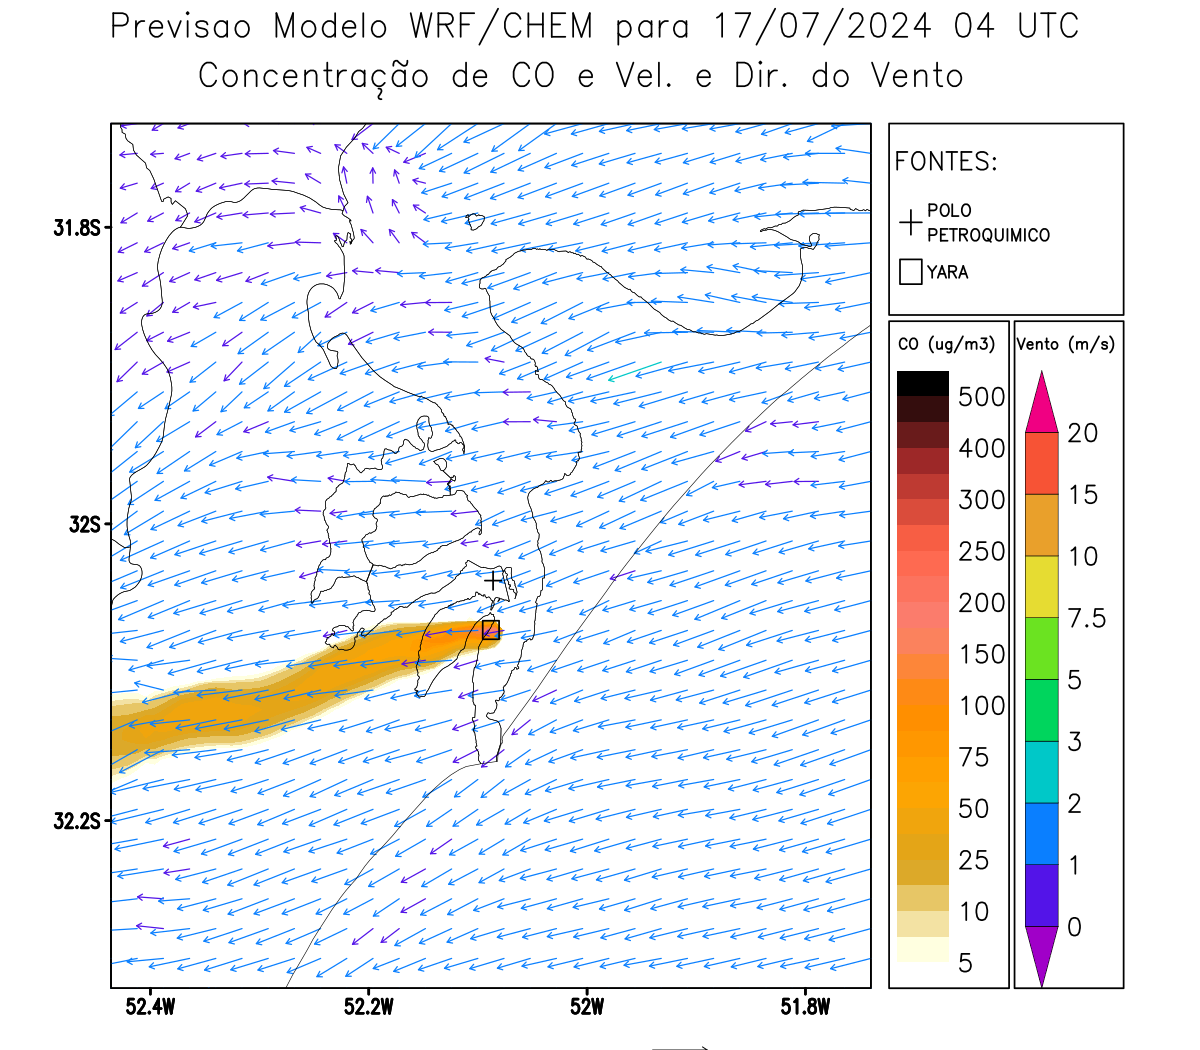 Previsao Modelo WRF/CHEM para 17/07/2024 04 UTC
Concentração de CO e Vel. e Dir. do Vento
FONTES:
POLO
PETROQUIMICO
YARA
CO (ug/m3)
500
400
300
250
200
150
100
75
50
25
10
5
Vento (m/s)
20
15
10
7.5
5
3
2
1
0
31.8S
32S
32.2S
52.4W
52.2W
52W
51.8W